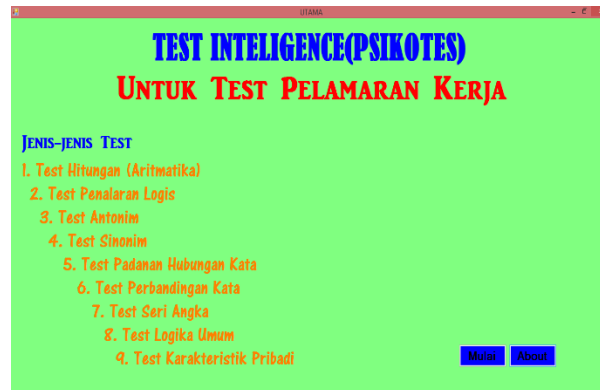 UTAMA
TEST INTELIGENCE(PSIKOTES)
UNTUK TEST PELAMARAN KERJA
JENIS-JENIS TEST
1. Test Hitungan (Aritmatika)
2. Test Penalaran Logis
3. Test Antonim
4. Test Sinonim
5. Test Padanan Hubungan Kata
6. Test Perbandingan Kata
7. Test Seri Angka
8. Test Logika Umum
9. Test Karakteristik Pribadi
Mulai About